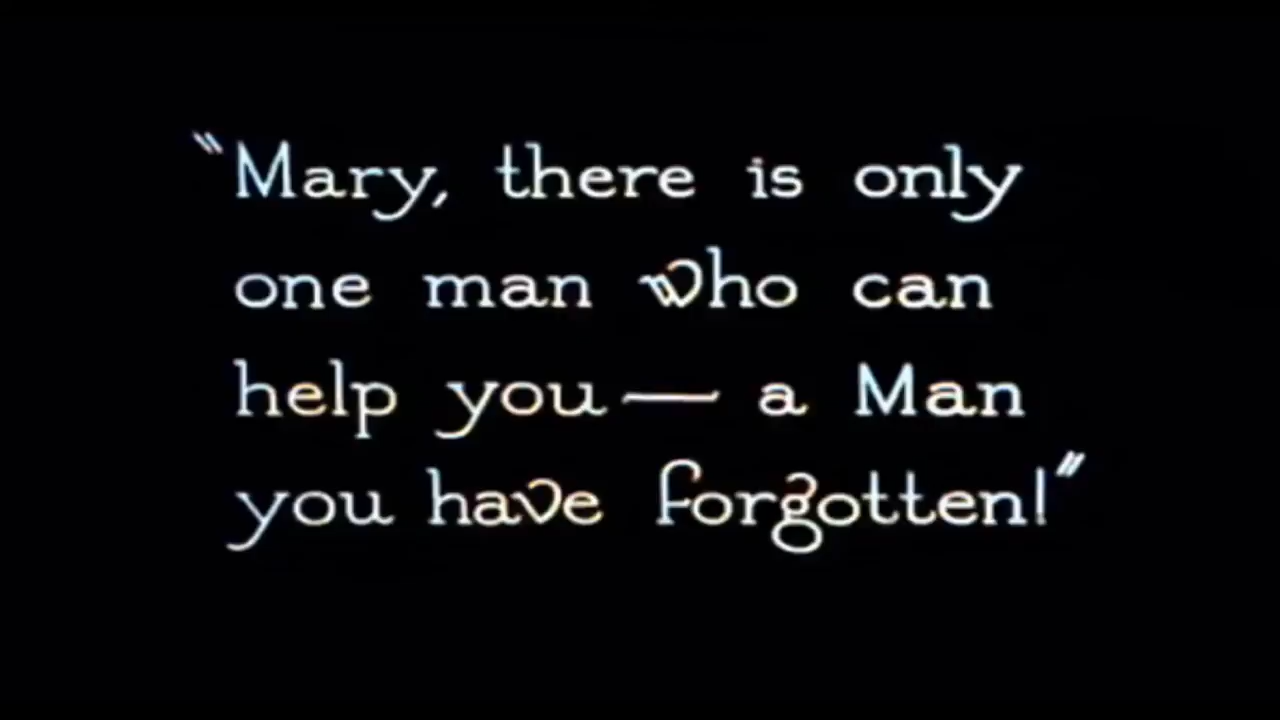 "Mary, there is only
one man who can
help you — a Man
you have forgotten!"